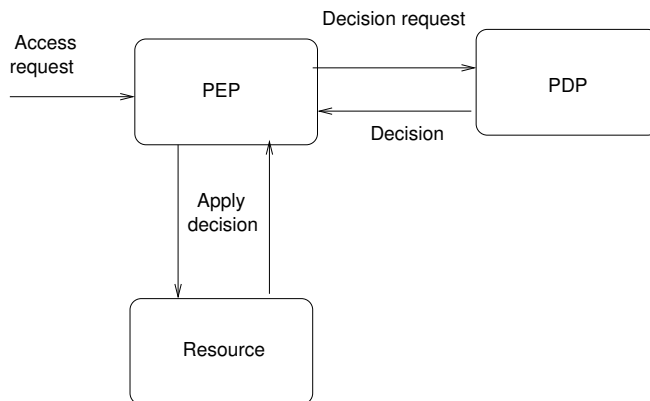 Decision request
Access
request
PEP
PDP
Decision
Apply
decision
Resource